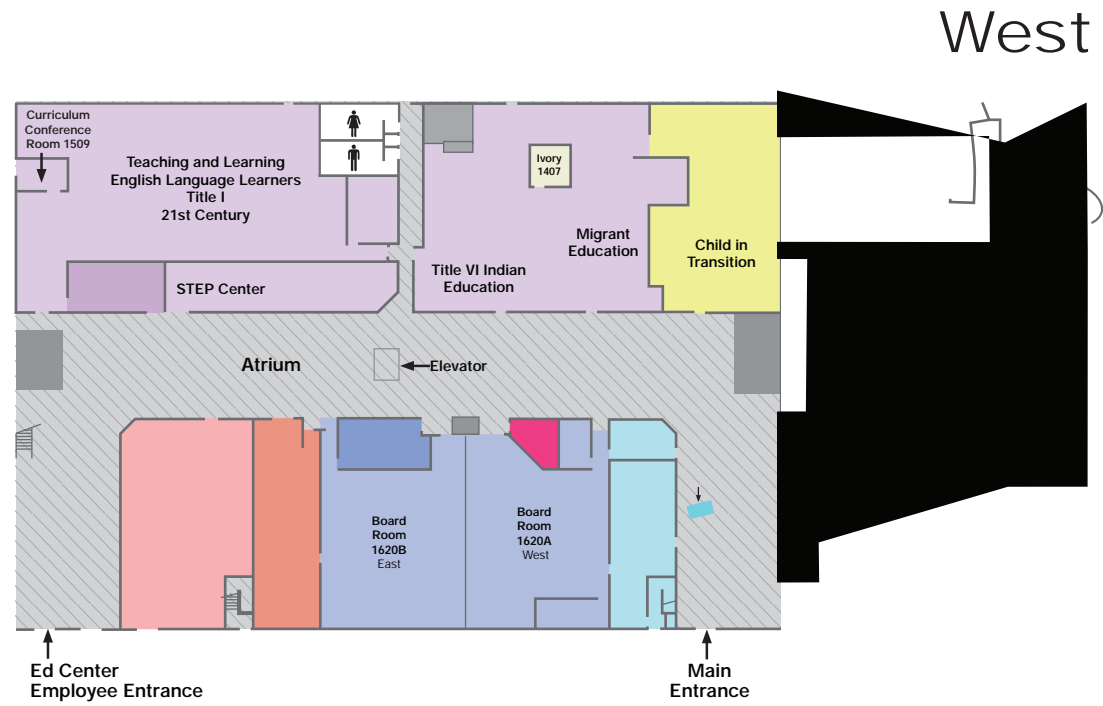 West
Curriculum
Conference
Room 1509
Teaching and Learning
English Language Learners
Title I
21st Century
Ivory
1407
Migrant
Education
Child in
Transition
Title VI Indian
Education
STEP Center
Atrium
Elevator
Board
Room
1620B
East
Board
Room
1620A
West
Ed Center
Employee Entrance
Main
Entrance